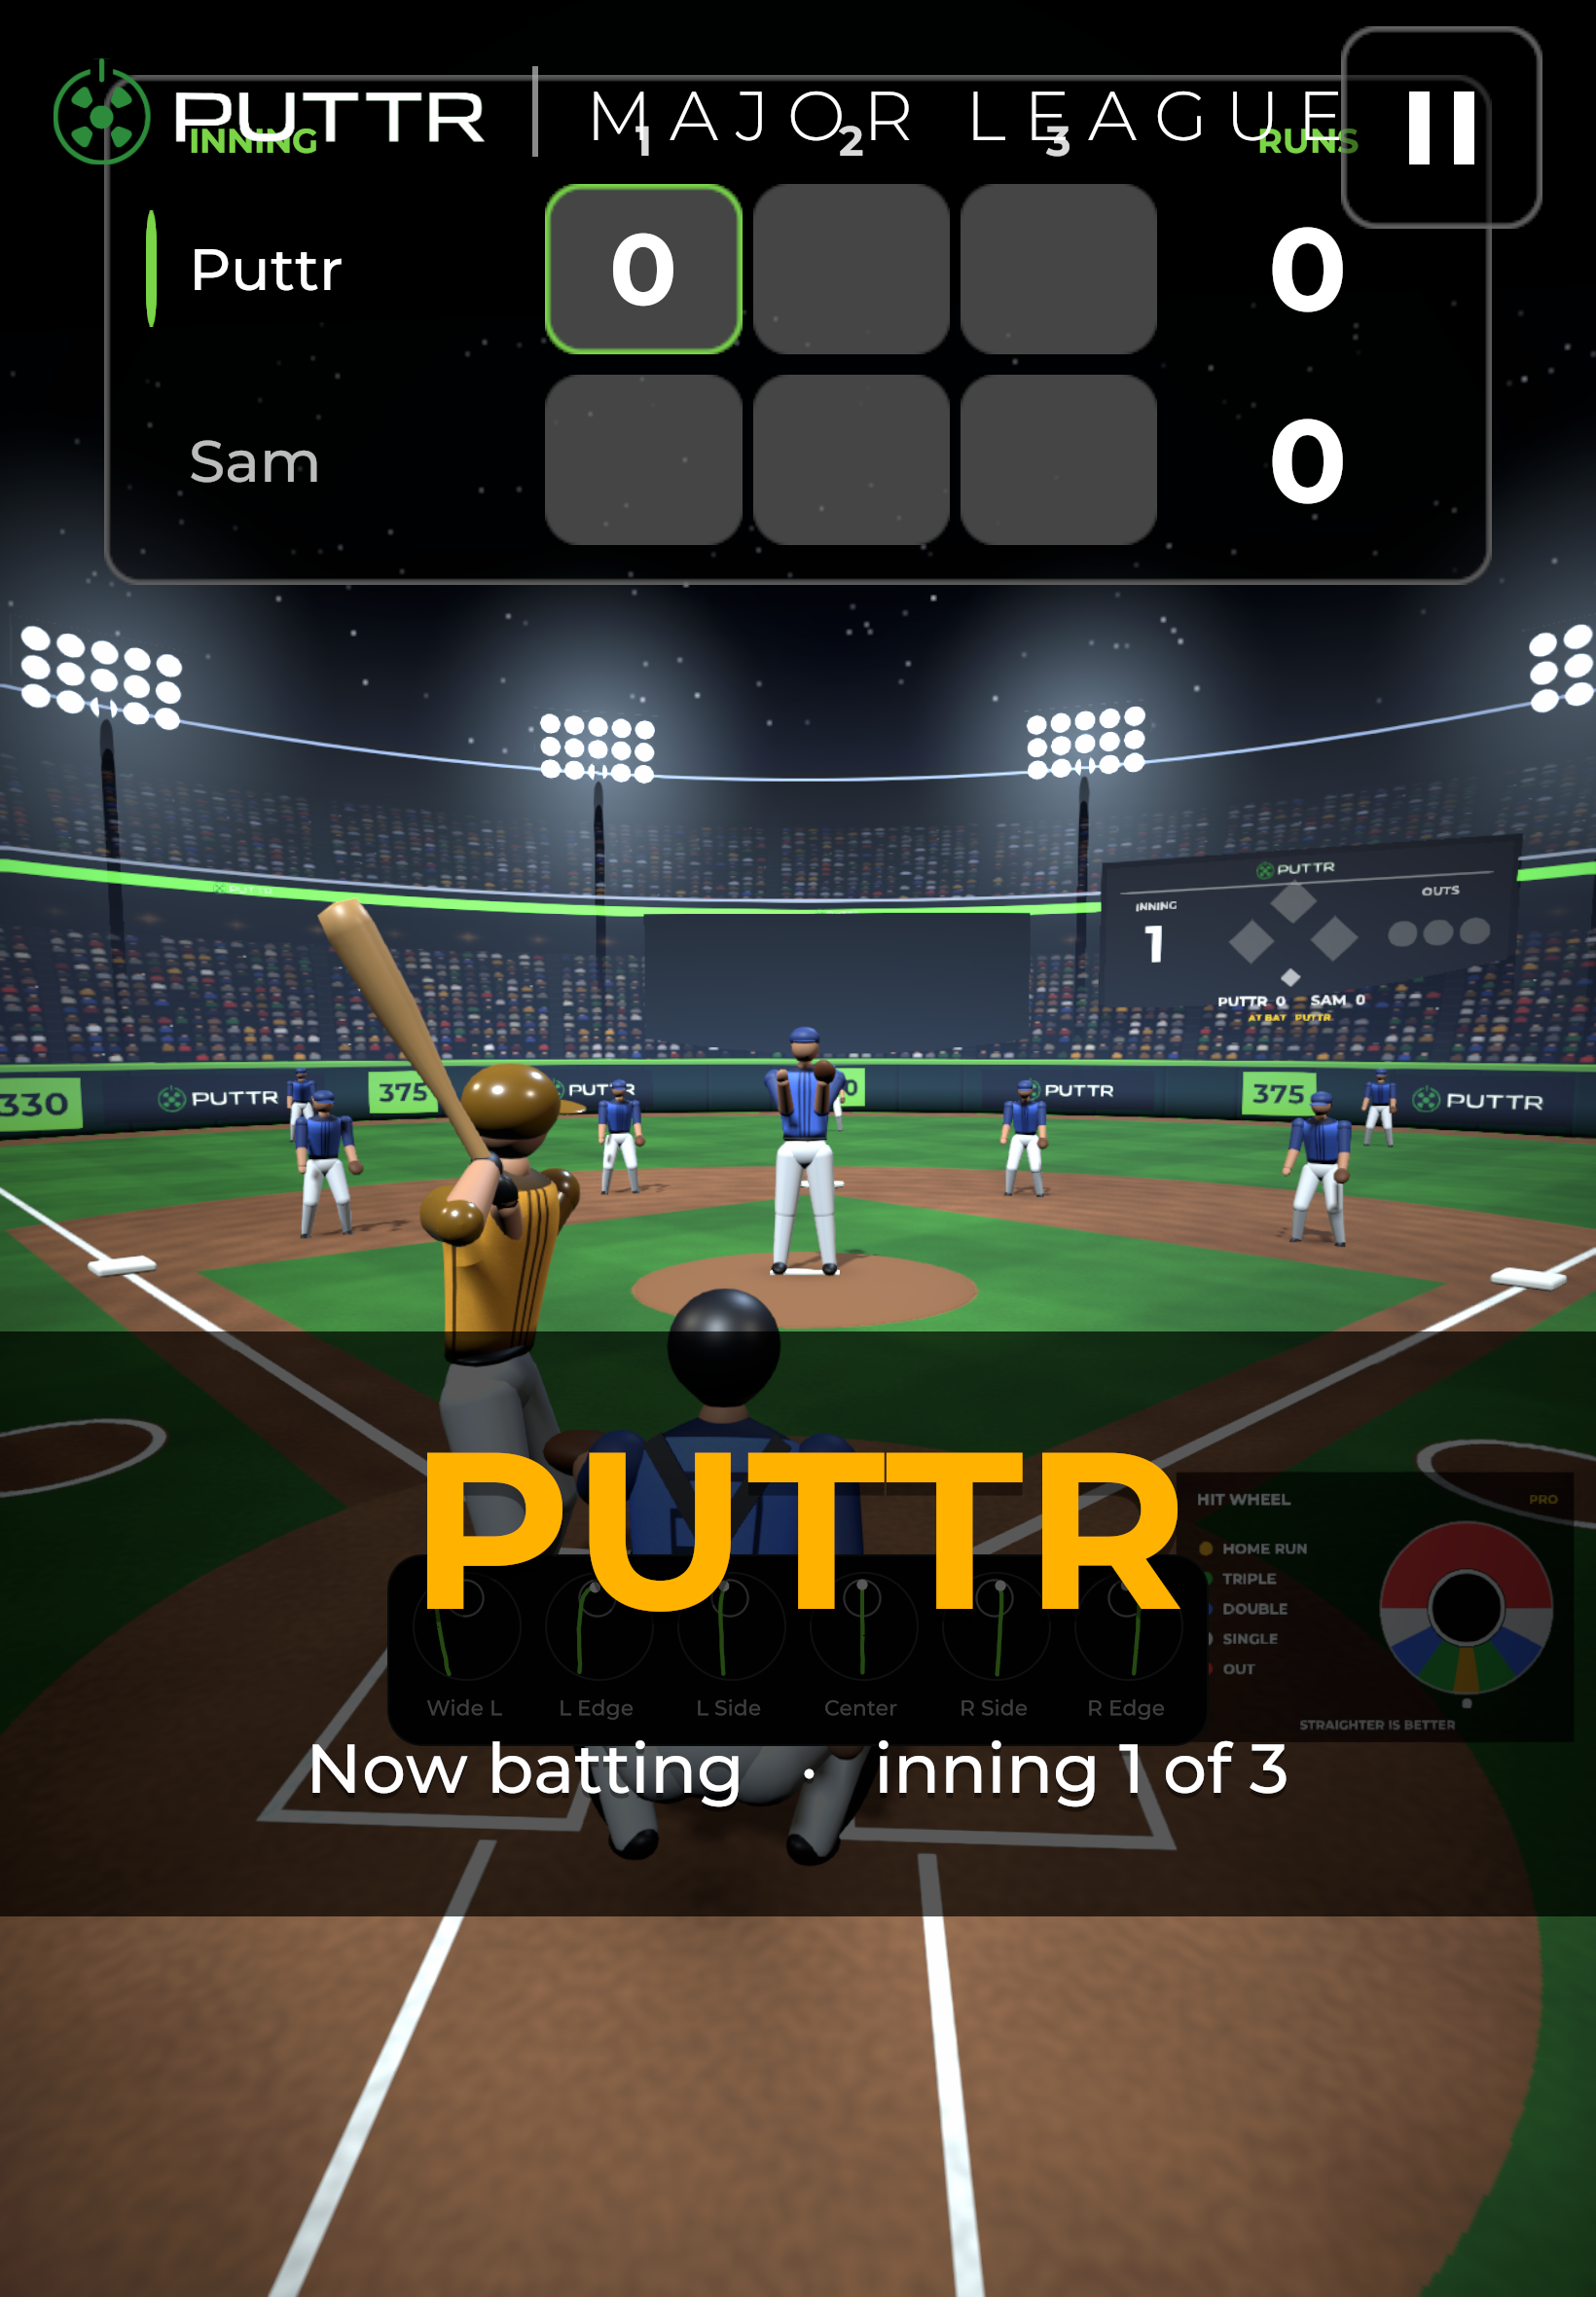 PUTTR | MAJOR LEAGUE
INNING 1 2 3 RUNS
Puttr 0 0
Sam 0
PUTTR
PUTTR
INNING
OUTS
1
PUTTR 0 SAM 0
AT BAT PUTTR
330
PUTTR
375
PUTTR
0
PUTTR
375
PUTTR
PUTTR
HIT WHEEL PRO
HOME RUN
TRIPLE
DOUBLE
SINGLE
OUT
STRAIGHTER IS BETTER
Wide L L Edge L Side Center R Side R Edge
Now batting · inning 1 of 3